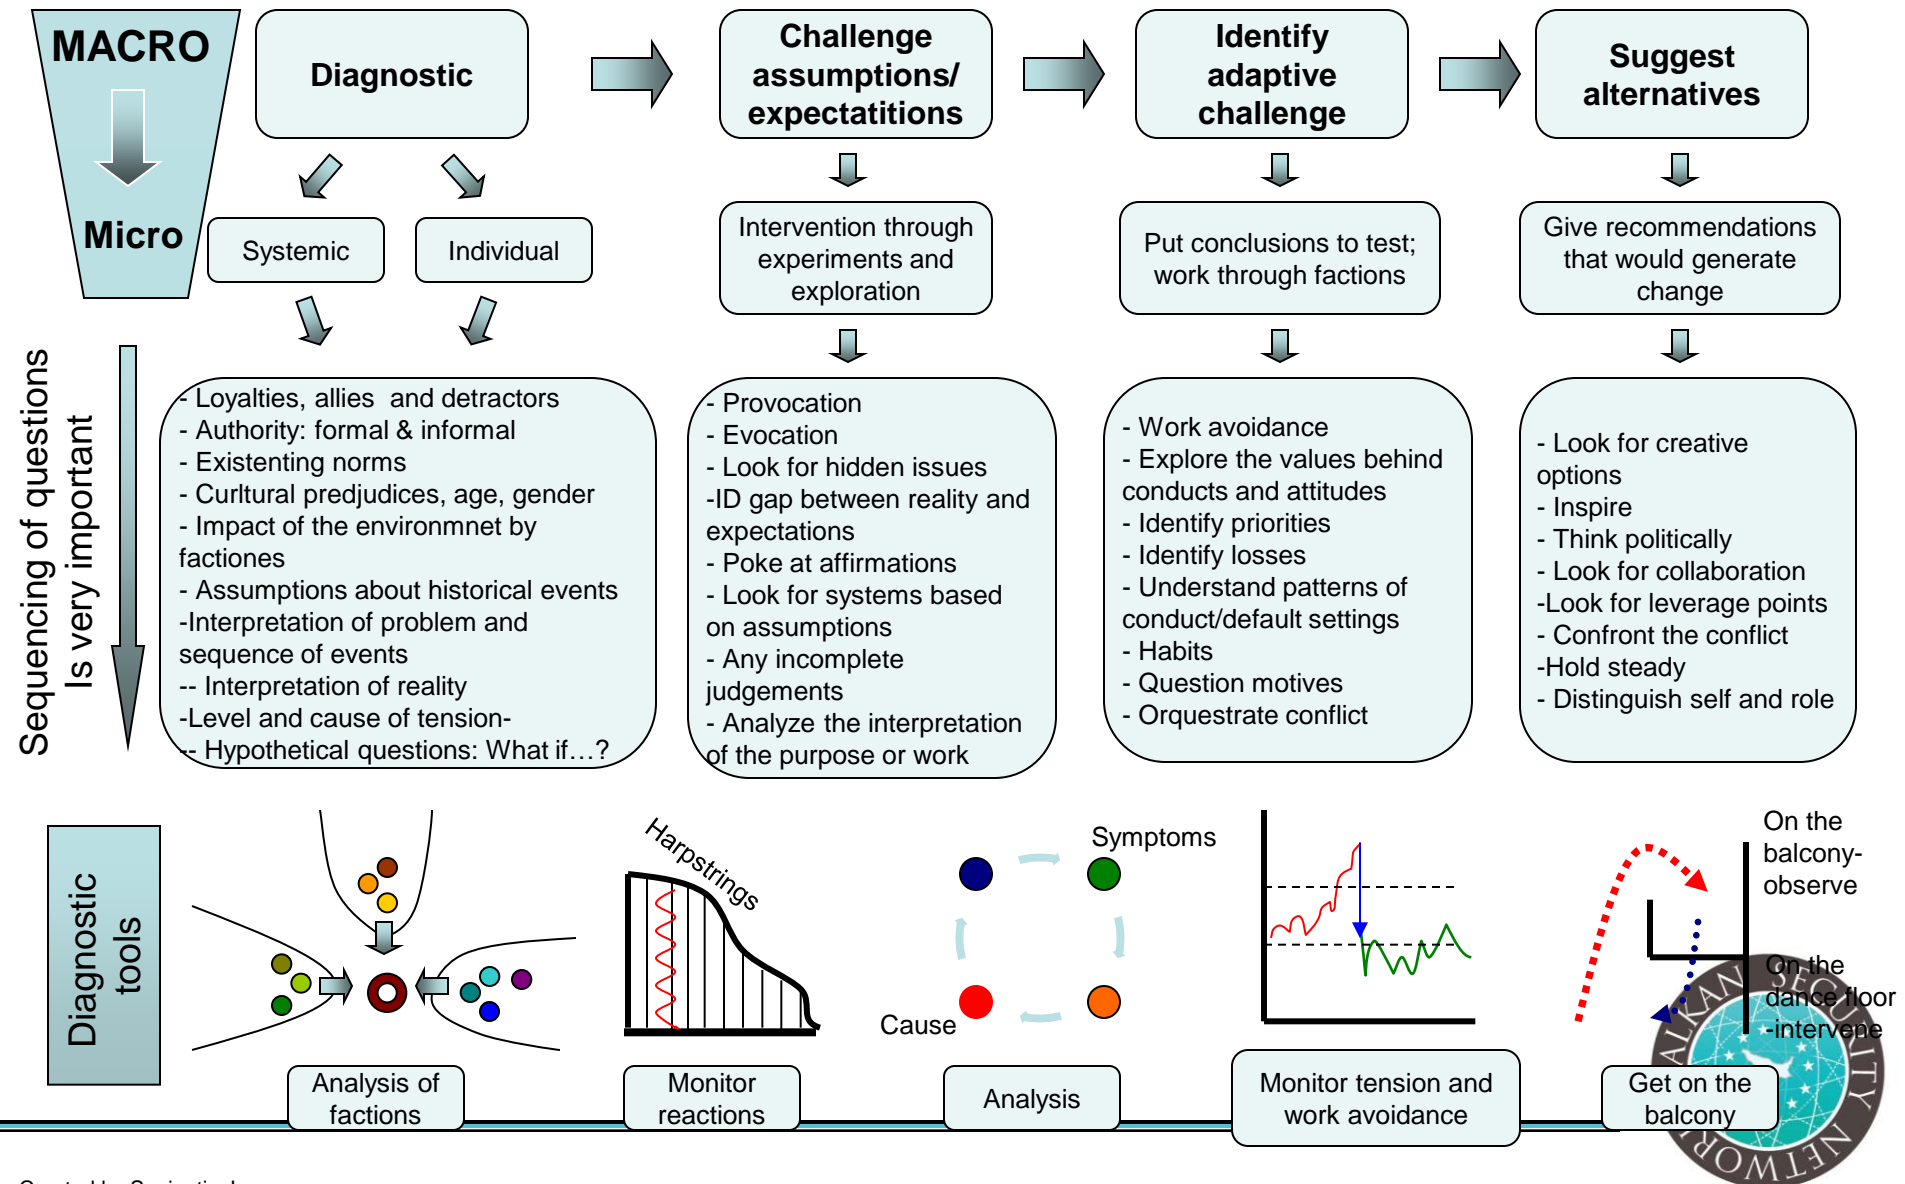 MACRO
Micro
Diagnostic
Challenge
assumptions/
expectatitions
Identify
adaptive
challenge
Suggest
alternatives
Systemic
Individual
Intervention through
experiments and
exploration
Put conclusions to test;
work through factions
Give recommendations
that would generate
change
Sequencing of questions
Is very important
- Loyalties, allies  and detractors
- Authority: formal & informal
- Existenting norms
- Curltural predjudices, age, gender
- Impact of the environmnet by
factiones
- Assumptions about historical events
-Interpretation of problem and
sequence of events
-- Interpretation of reality
-Level and cause of tension-
-- Hypothetical questions: What if…?
- Provocation
- Evocation
- Look for hidden issues
-ID gap between reality and
expectations
- Poke at affirmations
- Look for systems based
on assumptions
- Any incomplete
judgements
- Analyze the interpretation
of the purpose or work
- Work avoidance
- Explore the values behind
conducts and attitudes
- Identify priorities
- Identify losses
- Understand patterns of
conduct/default settings
- Habits
- Question motives
- Orquestrate conflict
- Look for creative
options
- Inspire
- Think politically
- Look for collaboration
-Look for leverage points
- Confront the conflict
-Hold steady
- Distinguish self and role
Diagnostic
tools
Harpstrings
Symptoms
Cause
On the
balcony-
observe
On the
dance floor
-intervene
Analysis of
factions
Monitor
reactions
Analysis
Monitor tension and
work avoidance
Get on the
balcony
ALKAN SECURITY NETWOR